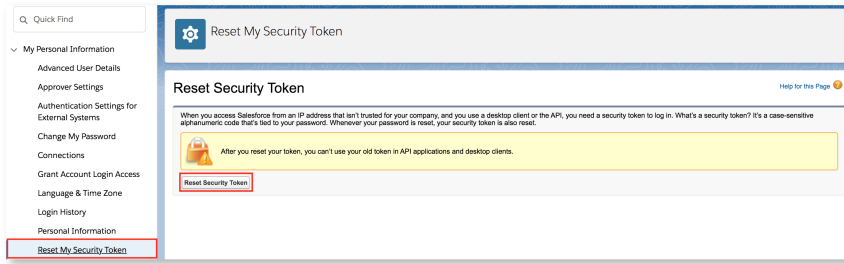 Quick Find
My Personal Information
Advanced User Details
Approver Settings
Authentication Settings for
External Systems
Change My Password
Connections
Grant Account Login Access
Language & Time Zone
Login History
Personal Information
Reset My Security Token
Reset My Security Token
Reset Security Token
Help for this Page
When you access Salesforce from an IP address that isn't trusted for your company, and you use a desktop client or the API, you need a security token to log in. What's a security token? It's a case-sensitive
alphanumeric code that's tied to your password. Whenever your password is reset, your security token is also reset.
After you reset your token, you can't use your old token in API applications and desktop clients.
Reset Security Token